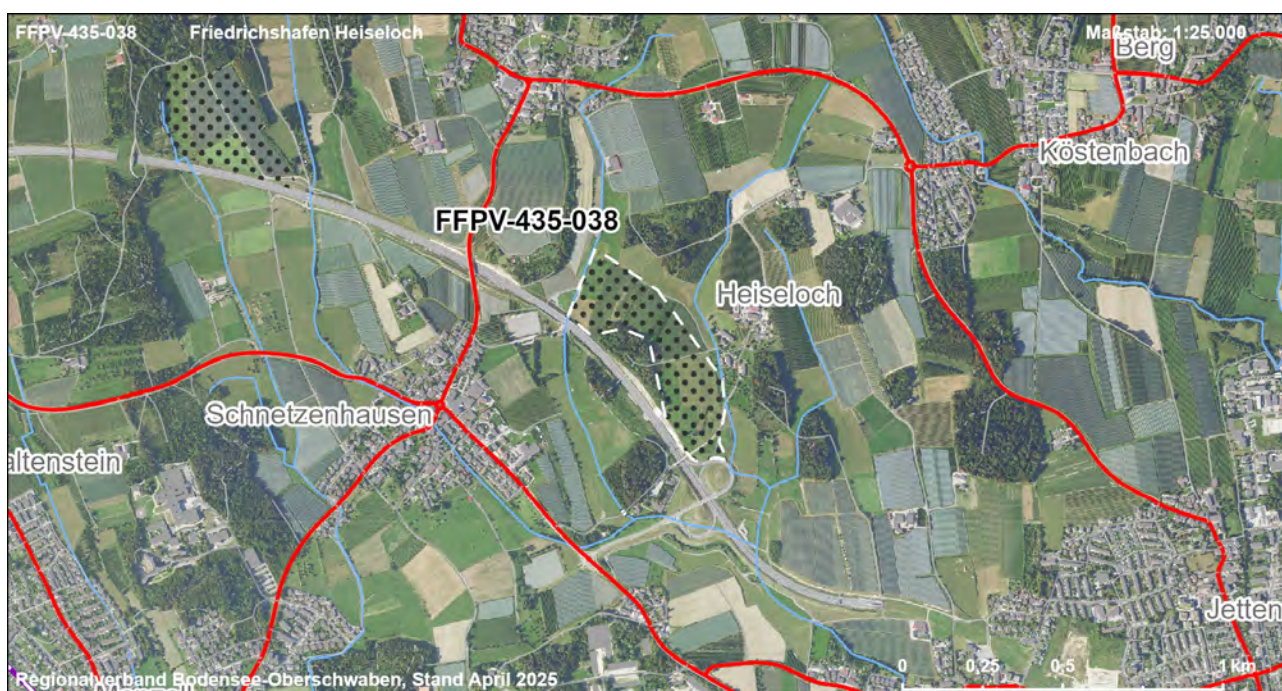 FFPV-435-038 Friedrichshafen Heiseloch Maßstab: 1:25.000
Berg
Köstenbach
FFPV-435-038
Heiseloch
Schnetzenhausen
altenstein
Jetten
0 0,25 0,5 1 Km
Regionalverband Bodensee-Oberschwaben, Stand April 2025